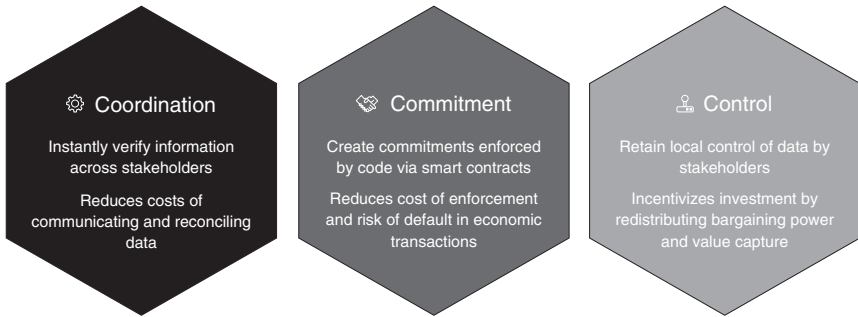 Coordination
Instantly verify information
across stakeholders
Reduces costs of
communicating and reconciling
data
Commitment
Create commitments enforced
by code via smart contracts
Reduces cost of enforcement
and risk of default in economic
transactions
Control
Retain local control of data by
stakeholders
Incentivizes investment by
redistributing bargaining power
and value capture